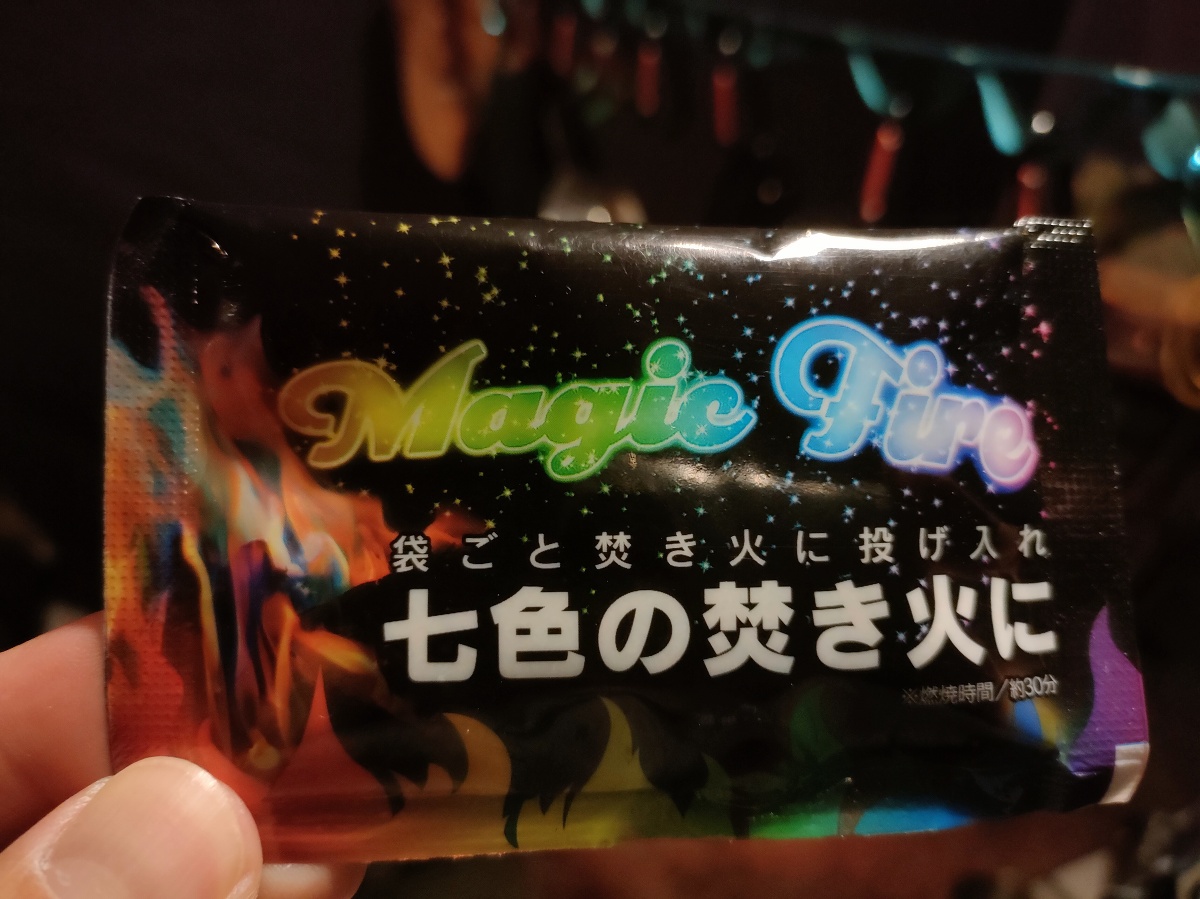 Magic Fire
袋ごと焚き火に投げ入れ
七色の焚き火に
※燃焼時間／約30分